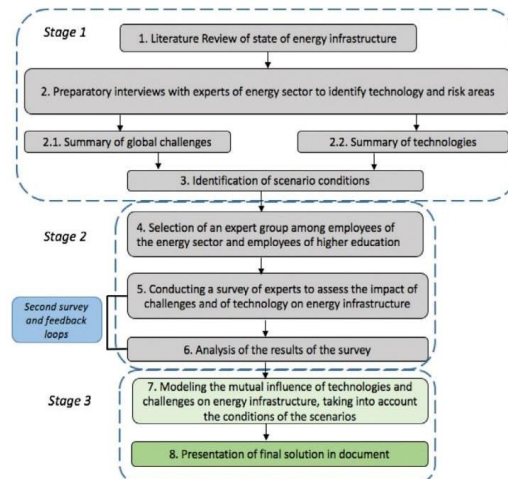 Stage 1
1. Literature Review of state of energy infrastructure
2. Preparatory interviews with experts of energy sector to identify technology and risk areas
2.1. Summary of global challenges
2.2. Summary of technologies
3. Identification of scenario conditions
Stage 2
4. Selection of an expert group among employees of
the energy sector and employees of higher education
5. Conducting a survey of experts to assess the impact of
challenges and of technology on energy infrastructure
Second survey
and feedback
loops
6. Analysis of the results of the survey
Stage 3
7. Modeling the mutual influence of technologies and
challenges on energy infrastructure, taking into account
the conditions of the scenarios
8. Presentation of final solution in document